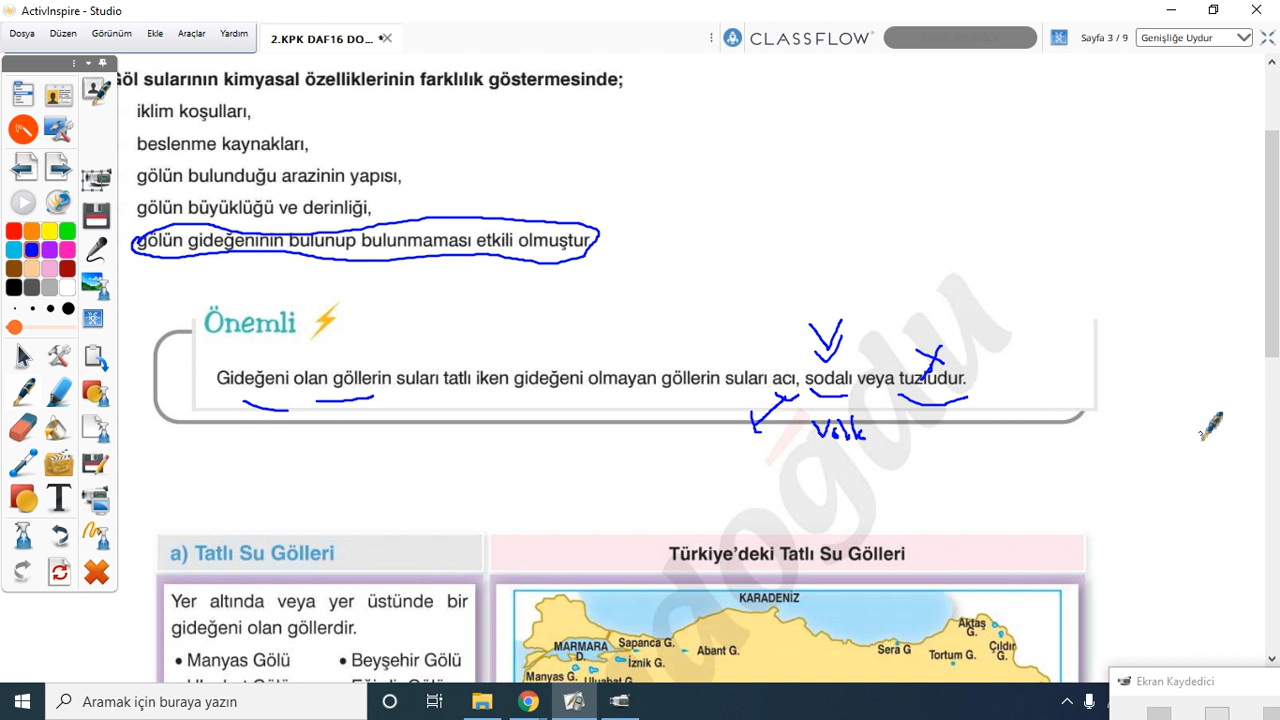 ActivInspire - Studio
Dosya Düzen Görünüm Ekle Araçlar Yardım
2.KPK DAF16 DO...
CLASSFLOW
Sayfa 3 / 9
Genişliğe Uydur
Göl sularının kimyasal özelliklerinin farklılık göstermesinde;
iklim koşulları,
beslenme kaynakları,
gölün bulunduğu arazinin yapısı,
gölün büyüklüğü ve derinliği,
gölün gideğeninin bulunup bulunmaması etkili olmuştur
Önemli
Gideğeni olan göllerin suları tatlı iken gideğeni olmayan göllerin suları acı, sodalı veya tuzludur.
Volk
a) Tatlı Su Gölleri
Yer altında veya yer üstünde bir
gideğeni olan göllerdir.
• Manyas Gölü • Beyşehir Gölü
Türkiye'deki Tatlı Su Gölleri
KARADENİZ
MARMARA
D.
Sapanca G.
İznik G.
Manyas G.
Uluabat G.
Abant G.
Sera G
Tortum G.
Aktaş
G.
Çıldır
G.
Ekran Kaydedici
Aramak için buraya yazın